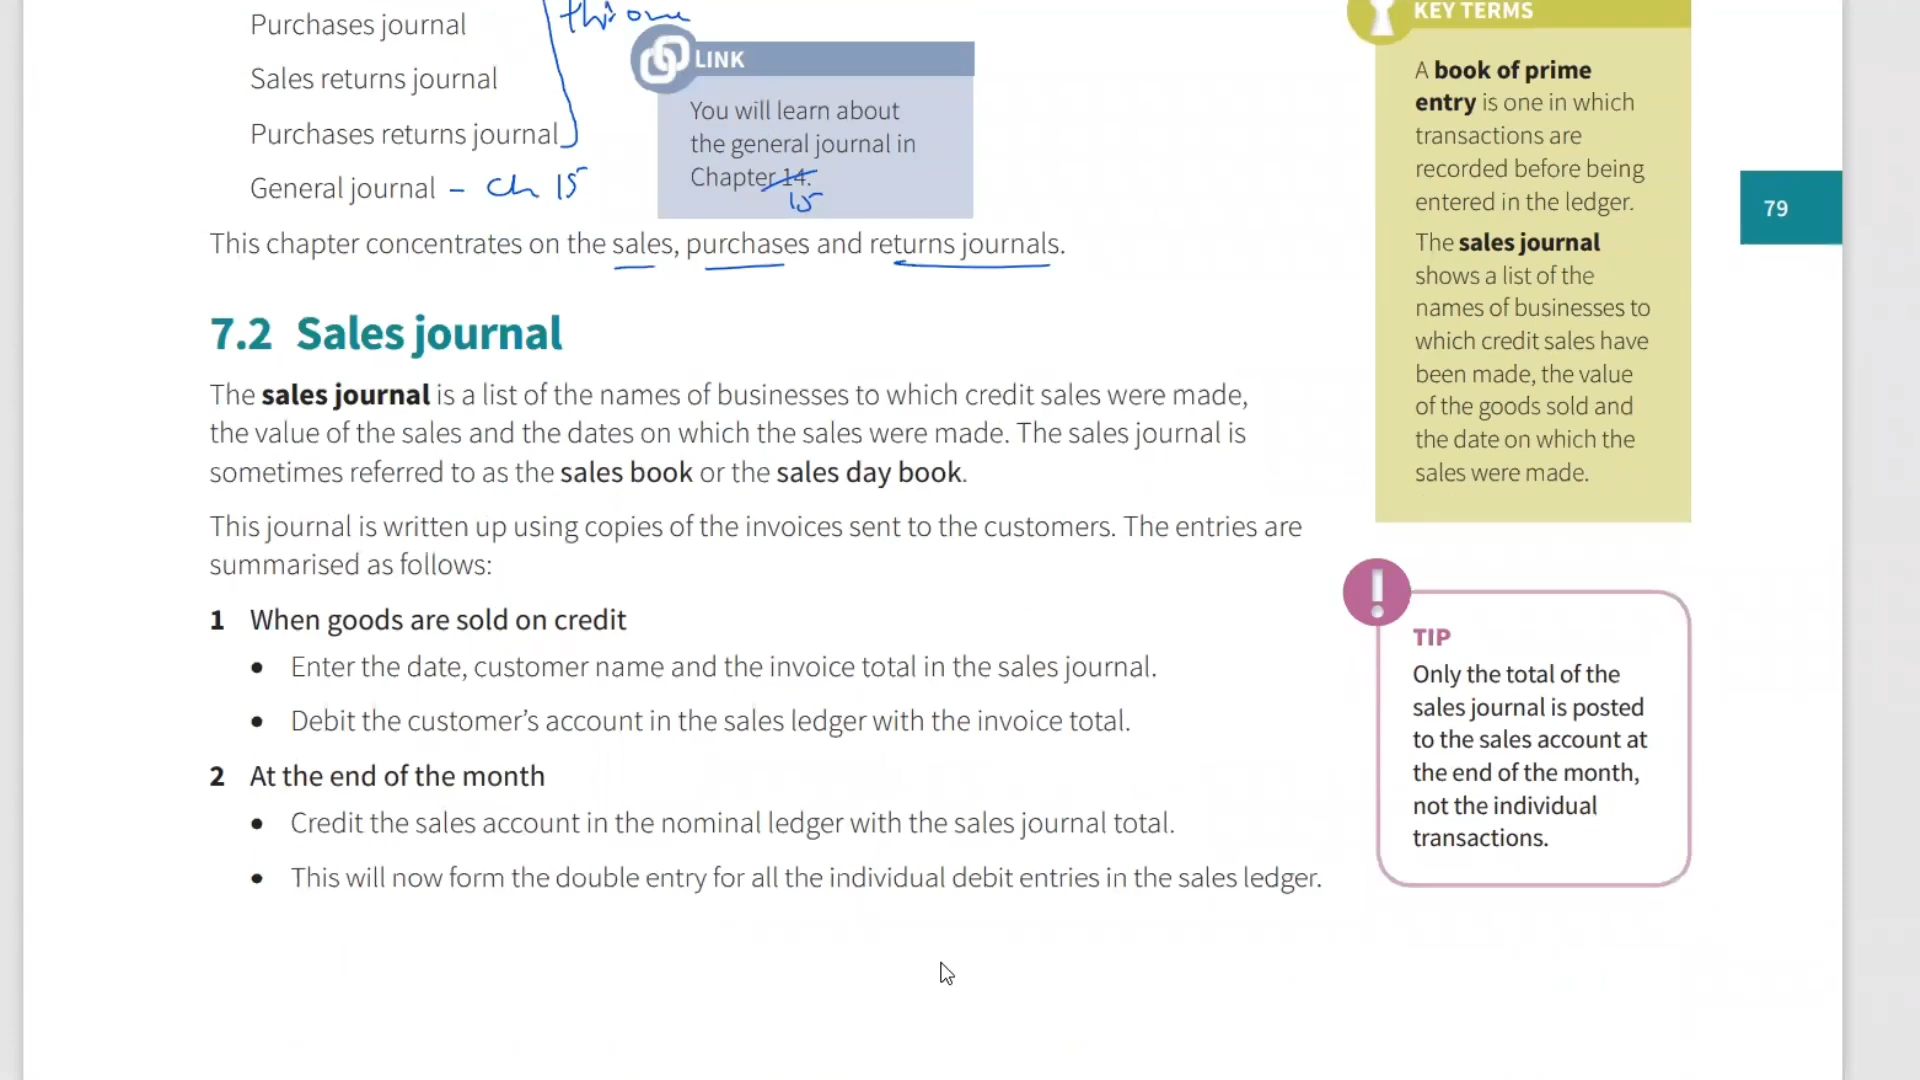 Purchases journal
this one
Sales returns journal
Purchases returns journal
General journal - ch 15
LINK
You will learn about
the general journal in
Chapter 14.
15
This chapter concentrates on the sales, purchases and returns journals.
7.2 Sales journal
The sales journal is a list of the names of businesses to which credit sales were made,
the value of the sales and the dates on which the sales were made. The sales journal is
sometimes referred to as the sales book or the sales day book.
This journal is written up using copies of the invoices sent to the customers. The entries are
summarised as follows:
1 When goods are sold on credit
• Enter the date, customer name and the invoice total in the sales journal.
• Debit the customer's account in the sales ledger with the invoice total.
2 At the end of the month
• Credit the sales account in the nominal ledger with the sales journal total.
• This will now form the double entry for all the individual debit entries in the sales ledger.
KEY TERMS
A book of prime
entry is one in which
transactions are
recorded before being
entered in the ledger.
The sales journal
shows a list of the
names of businesses to
which credit sales have
been made, the value
of the goods sold and
the date on which the
sales were made.
79
TIP
Only the total of the
sales journal is posted
to the sales account at
the end of the month,
not the individual
transactions.